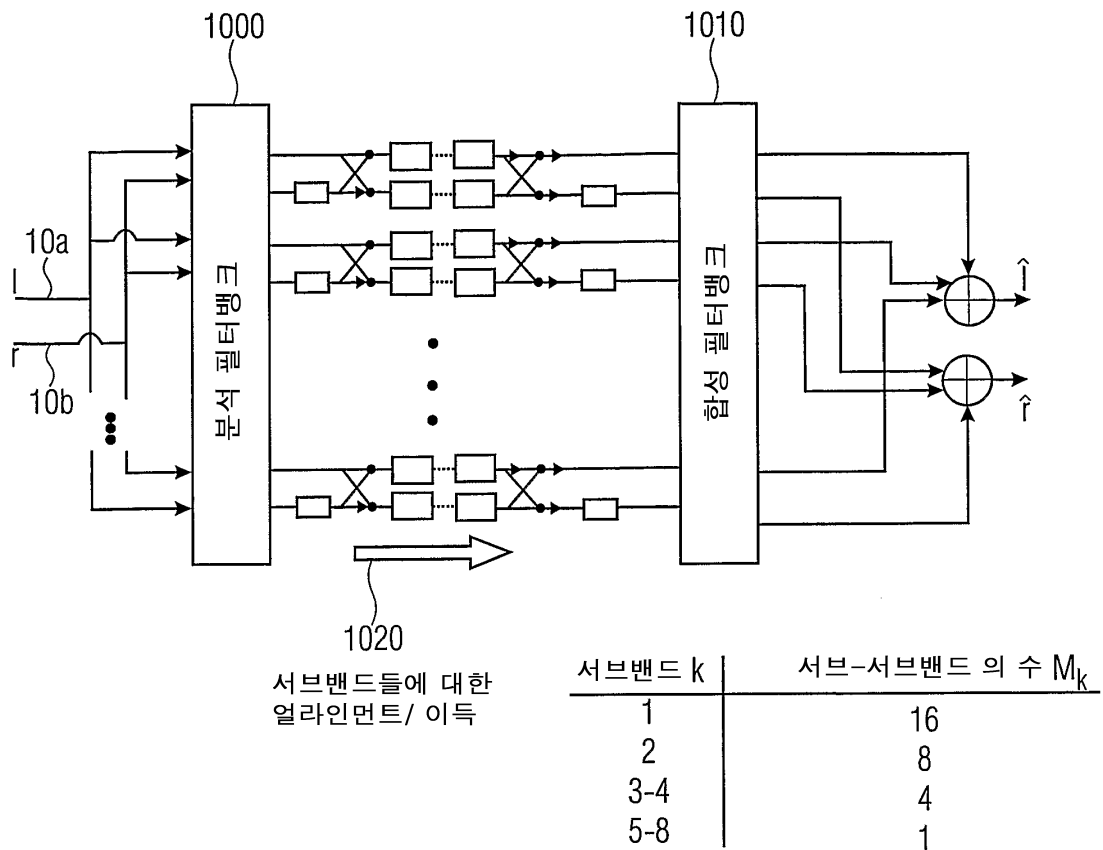 1000
1010
10a
l
r
10b
분석 필터뱅크
합성 필터뱅크
l̂
r̂
1020
서브밴드들에 대한
얼라인먼트/ 이득
서브밴드 k 서브-서브밴드 의 수 Mk
1 16
2 8
3-4 4
5-8 1